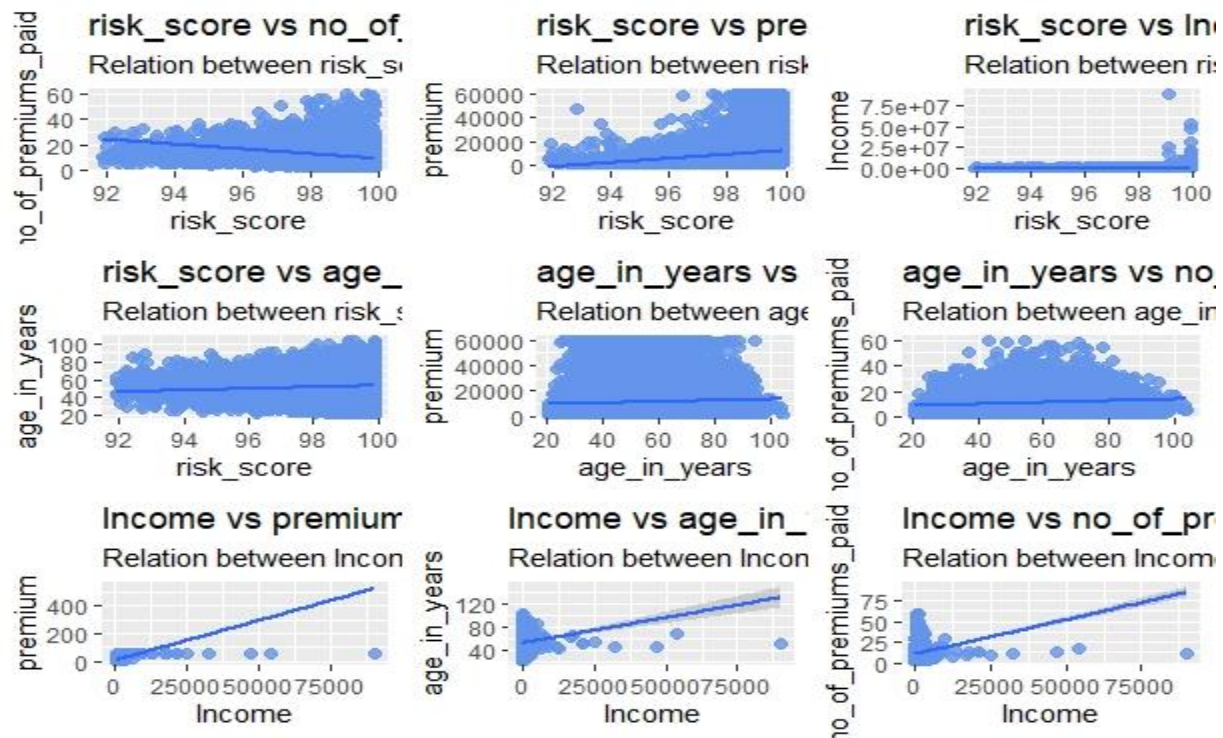 risk_score vs no_of_
Relation between risk_s
no_of_premiums_paid
60
40
20
0
92 94 96 98 100
risk_score
risk_score vs pre
Relation between risk
premium
60000
40000
20000
0
92 94 96 98 100
risk_score
risk_score vs In
Relation between ri
Income
7.5e+07
5.0e+07
2.5e+07
0.0e+00
92 94 96 98 100
risk_score
risk_score vs age_
Relation between risk_s
age_in_years
100
80
60
40
20
92 94 96 98 100
risk_score
age_in_years vs
Relation between age
premium
60000
40000
20000
0
20 40 60 80 100
age_in_years
age_in_years vs no_
Relation between age_in
no_of_premiums_paid
60
40
20
0
20 40 60 80 100
age_in_years
Income vs premium
Relation between Incon
premium
400
200
0
0 25000 50000 75000
Income
Income vs age_in_
Relation between Incon
age_in_years
120
80
40
0 25000 50000 75000
Income
Income vs no_of_pr
Relation between Income
no_of_premiums_paid
75
50
25
0
0 25000 50000 75000
Income